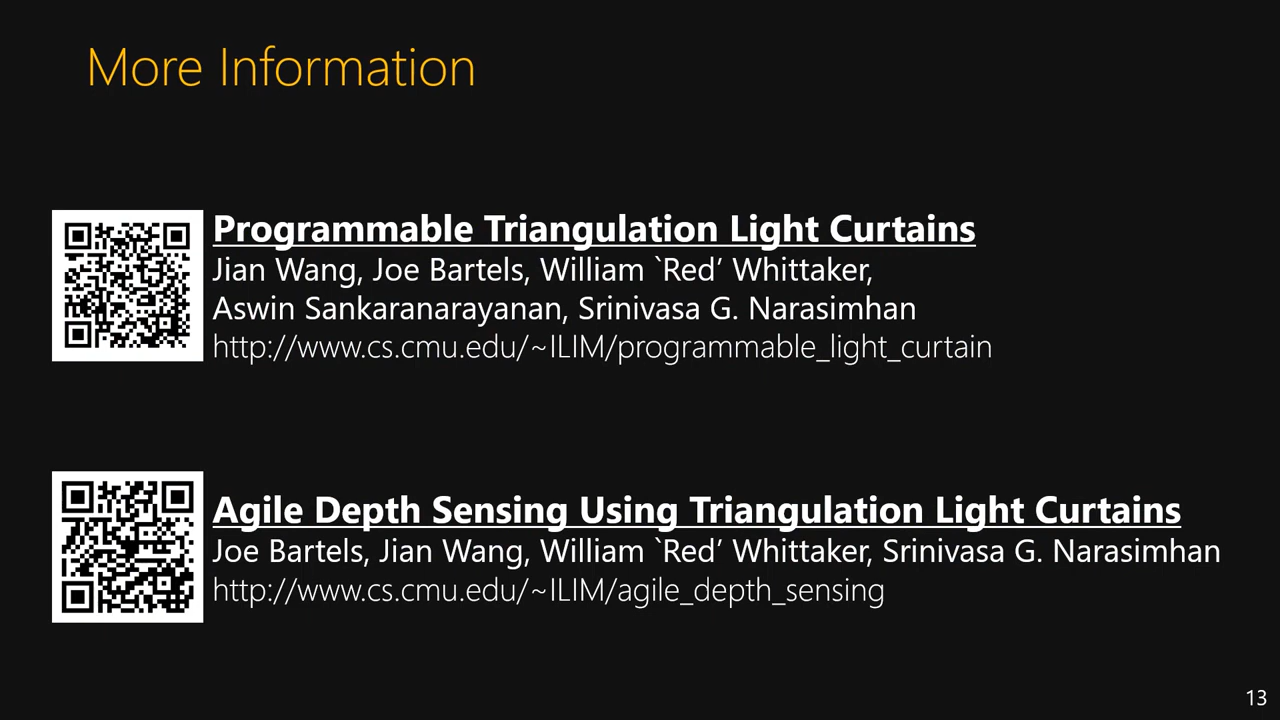 More Information
Programmable Triangulation Light Curtains
Jian Wang, Joe Bartels, William `Red’ Whittaker,
Aswin Sankaranarayanan, Srinivasa G. Narasimhan
http://www.cs.cmu.edu/~ILIM/programmable_light_curtain
Agile Depth Sensing Using Triangulation Light Curtains
Joe Bartels, Jian Wang, William `Red’ Whittaker, Srinivasa G. Narasimhan
http://www.cs.cmu.edu/~ILIM/agile_depth_sensing
13